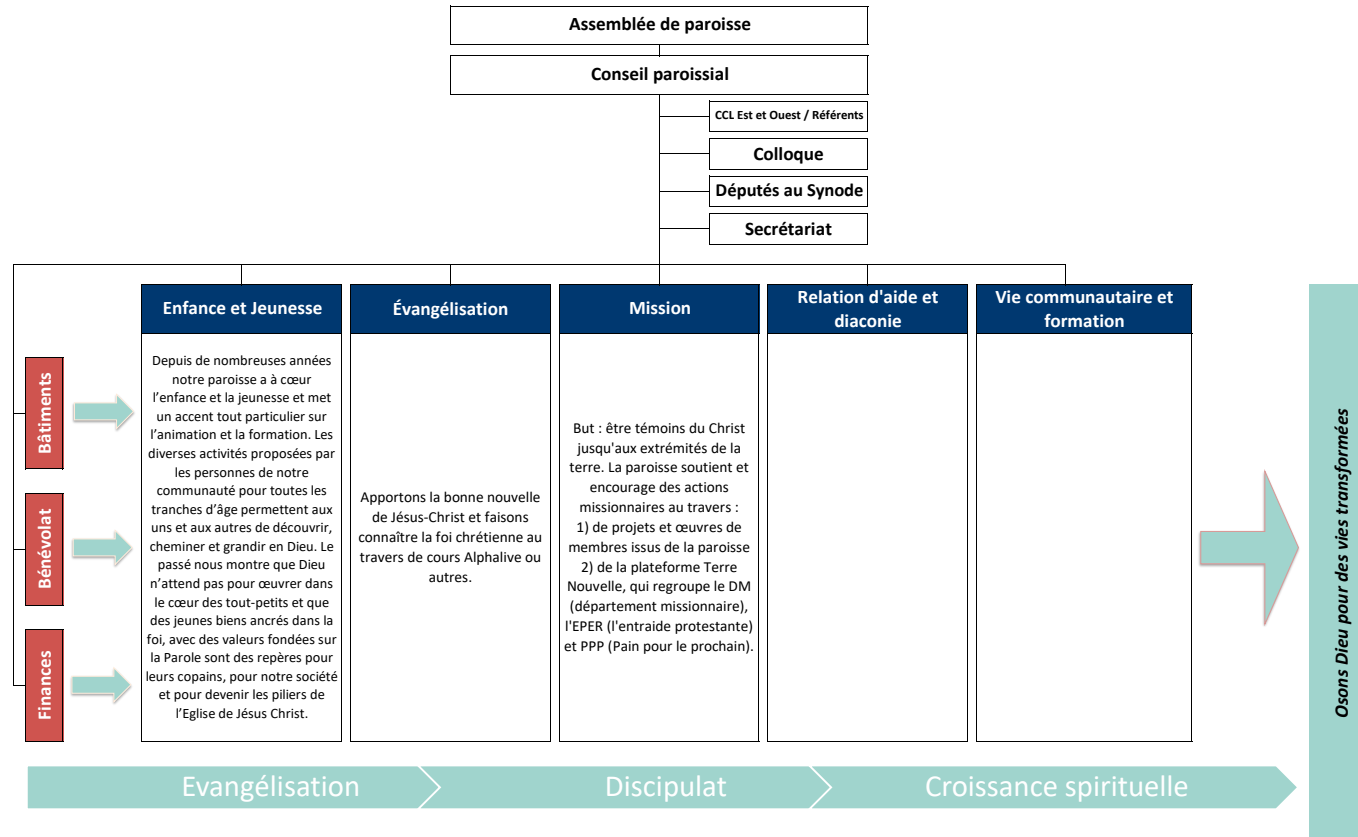 Assemblée de paroisse
Conseil paroissial
CCL Est et Ouest / Référents
Colloque
Députés au Synode
Secrétariat
Enfance et Jeunesse
Évangélisation
Mission
Relation d'aide et
diaconie
Vie communautaire et
formation
Bâtiments
Bénévolat
Finances
Depuis de nombreuses années
notre paroisse a à cœur
l’enfance et la jeunesse et met
un accent tout particulier sur
l’animation et la formation. Les
diverses activités proposées par
les personnes de notre
communauté pour toutes les
tranches d’âge permettent aux
uns et aux autres de découvrir,
cheminer et grandir en Dieu. Le
passé nous montre que Dieu
n’attend pas pour œuvrer dans
le cœur des tout-petits et que
des jeunes biens ancrés dans la
foi, avec des valeurs fondées sur
la Parole sont des repères pour
leurs copains, pour notre société
et pour devenir les piliers de
l’Eglise de Jésus Christ.
Apportons la bonne nouvelle
de Jésus-Christ et faisons
connaître la foi chrétienne au
travers de cours Alphalive ou
autres.
But : être témoins du Christ
jusqu'aux extrémités de la
terre. La paroisse soutient et
encourage des actions
missionnaires au travers :
1) de projets et œuvres de
membres issus de la paroisse
2) de la plateforme Terre
Nouvelle, qui regroupe le DM
(département missionnaire),
l'EPER (l'entraide protestante)
et PPP (Pain pour le prochain).
Osons Dieu pour des vies transformées
Evangélisation
Discipulat
Croissance spirituelle